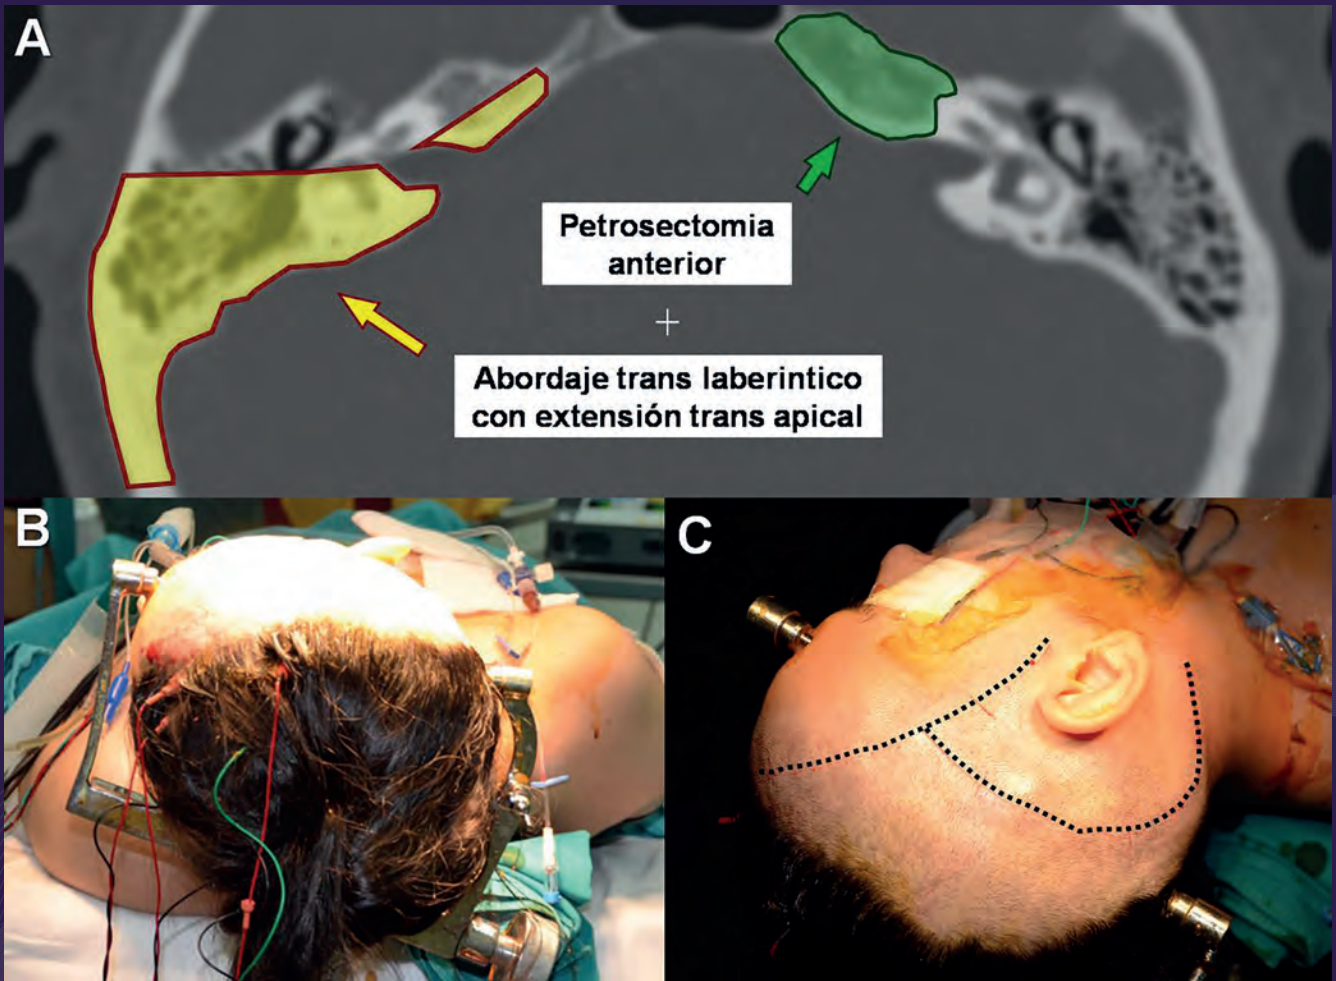 A
Petrosectomia
anterior
+
Abordaje trans laberintico
con extensión trans apical
B
C